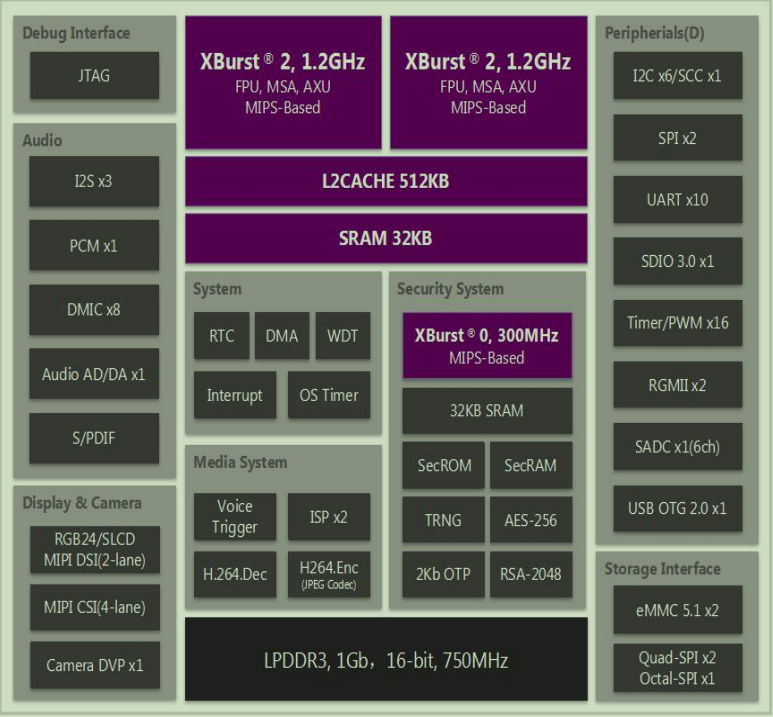 Debug Interface
JTAG
Audio
I2S x3
PCM x1
DMIC x8
Audio AD/DA x1
S/PDIF
Display & Camera
RGB24/SLCD
MIPI DSI(2-lane)
MIPI CSI(4-lane)
Camera DVP x1
XBurst® 2, 1.2GHz
FPU, MSA, AXU
MIPS-Based
XBurst® 2, 1.2GHz
FPU, MSA, AXU
MIPS-Based
L2CACHE 512KB
SRAM 32KB
System
RTC
DMA
WDT
Interrupt
OS Timer
Media System
Voice
Trigger
ISP x2
H.264.Dec
H264.Enc
(JPEG Codec)
Security System
XBurst® 0, 300MHz
MIPS-Based
32KB SRAM
SecROM
SecRAM
TRNG
AES-256
2Kb OTP
RSA-2048
LPDDR3, 1Gb，16-bit, 750MHz
Peripherials(D)
I2C x6/SCC x1
SPI x2
UART x10
SDIO 3.0 x1
Timer/PWM x16
RGMII x2
SADC x1(6ch)
USB OTG 2.0 x1
Storage Interface
eMMC 5.1 x2
Quad-SPI x2
Octal-SPI x1